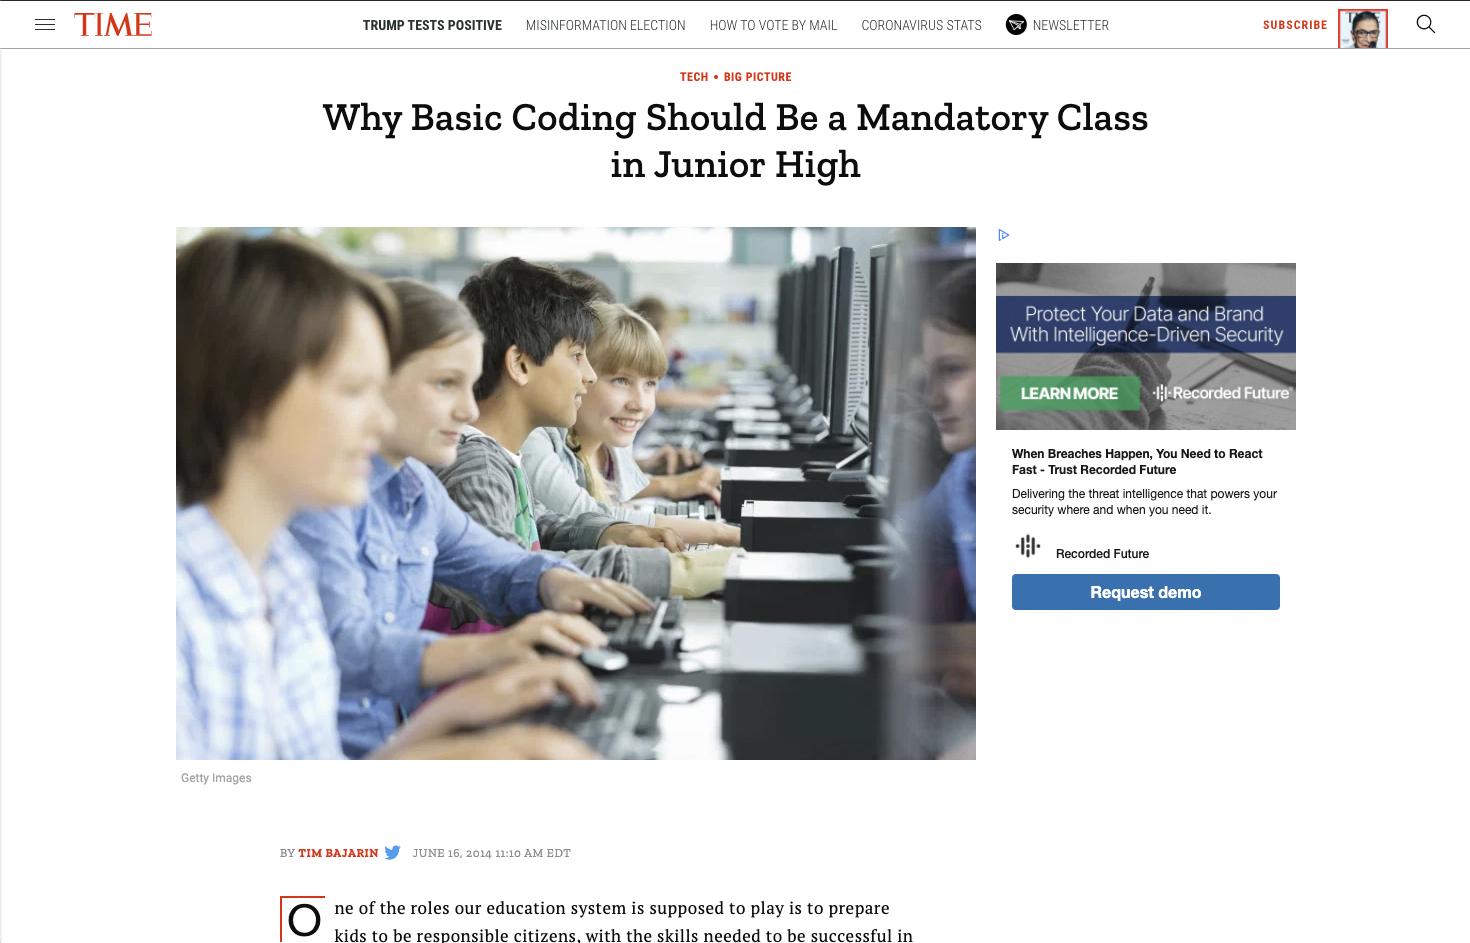 TIME
TRUMP TESTS POSITIVE
MISINFORMATION ELECTION
HOW TO VOTE BY MAIL
CORONAVIRUS STATS
NEWSLETTER
SUBSCRIBE
TECH • BIG PICTURE
Why Basic Coding Should Be a Mandatory Class
in Junior High
Protect Your Data and Brand
With Intelligence-Driven Security
LEARN MORE
Recorded Future®
When Breaches Happen, You Need to React
Fast - Trust Recorded Future
Delivering the threat intelligence that powers your
security where and when you need it.
Recorded Future
Request demo
Getty Images
BY TIM BAJARIN JUNE 16, 2014 11:10 AM EDT
One of the roles our education system is supposed to play is to prepare
kids to be responsible citizens, with the skills needed to be successful in